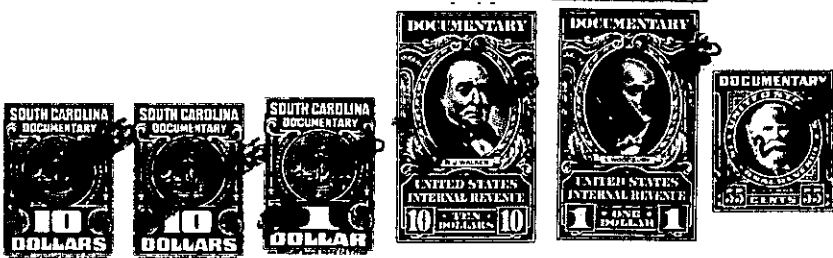 SOUTH CAROLINA
DOCUMENTARY
10
DOLLARS
SOUTH CAROLINA
DOCUMENTARY
10
DOLLARS
SOUTH CAROLINA
DOCUMENTARY
1
DOLLAR
DOCUMENTARY
R J WALKER
UNITED STATES
INTERNAL REVENUE
10 TEN DOLLARS 10
DOCUMENTARY
UNITED STATES
INTERNAL REVENUE
1 ONE DOLLAR 1
DOCUMENTARY
55 CENTS 55